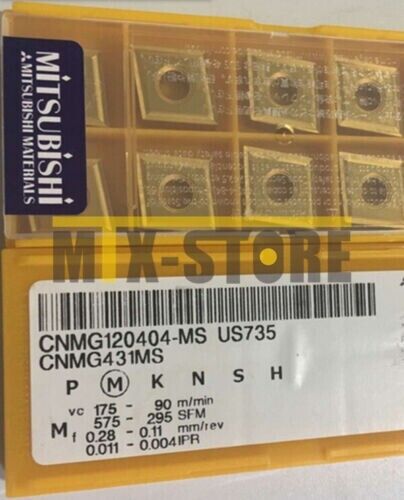 MITSUBISHI
MITSUBISHI MATERIALS
MIX-STORE
CNMG120404-MS US735
CNMG431MS
P M K N S H
M vc 175 - 90 m/min
575 - 295 SFM
f 0.28 - 0.11 mm/rev
0.011 - 0.004 IPR